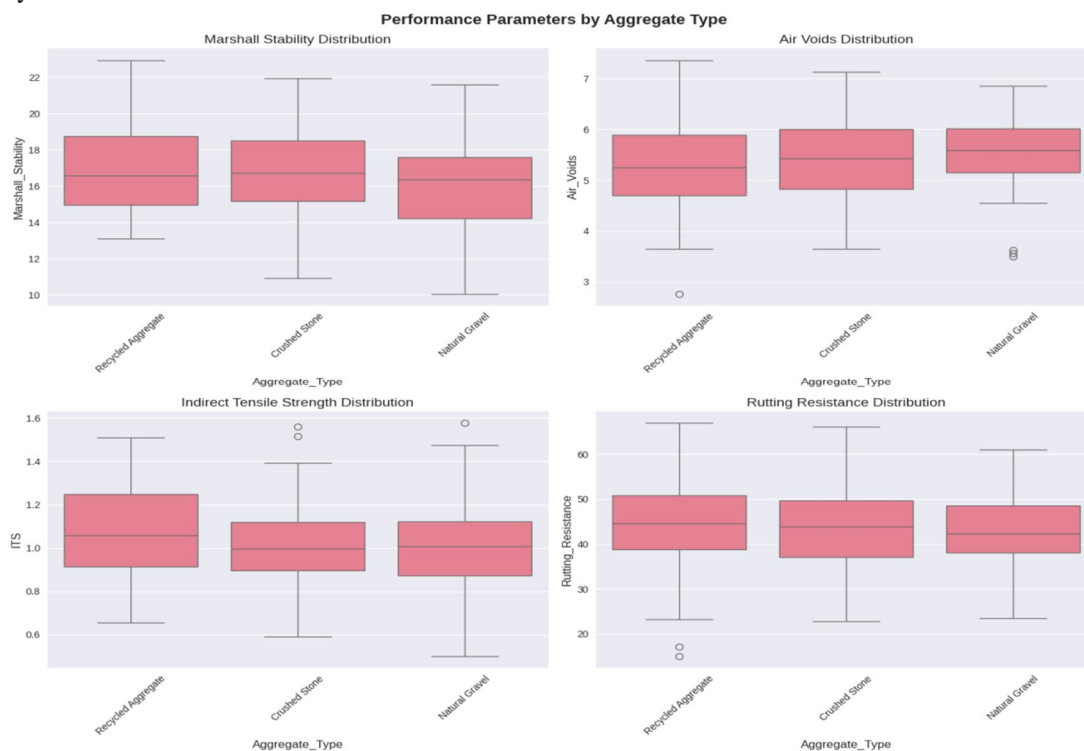 Performance Parameters by Aggregate Type
Marshall Stability Distribution
Marshall_Stability
22
20
18
16
14
12
10
Recycled Aggregate
Crushed Stone
Natural Gravel
Aggregate_Type
Air Voids Distribution
Air_Voids
7
6
5
4
3
Recycled Aggregate
Crushed Stone
Natural Gravel
Aggregate_Type
Indirect Tensile Strength Distribution
ITS
1.6
1.4
1.2
1.0
0.8
0.6
Recycled Aggregate
Crushed Stone
Natural Gravel
Aggregate_Type
Rutting Resistance Distribution
Rutting_Resistance
60
50
40
30
20
Recycled Aggregate
Crushed Stone
Natural Gravel
Aggregate_Type